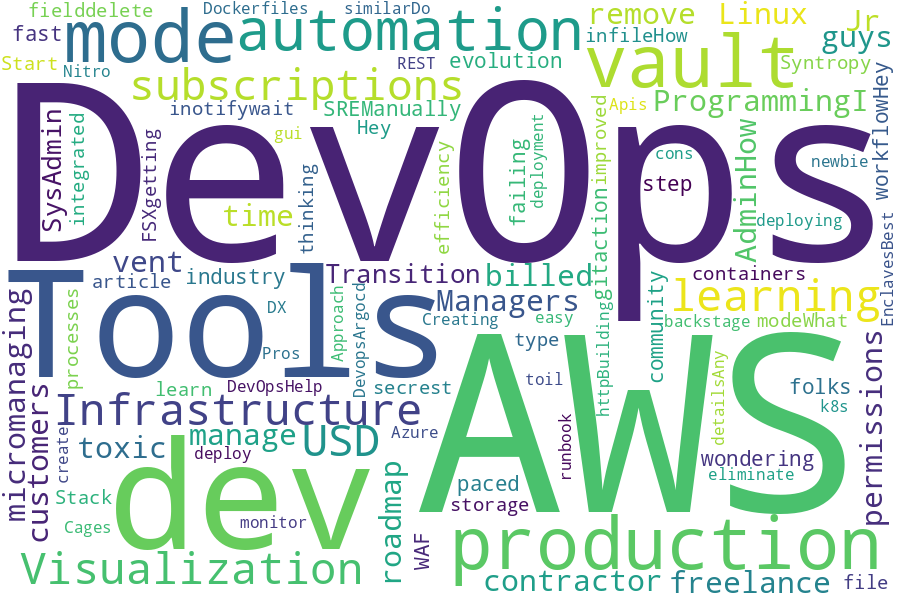 fielddelete
Dockerfiles
similarDo
remove
Linux
Jr
fast
mode
automation
infileHow
guys
Start
Nitro
REST
evolution
vault
Syntropy
subscriptions
inotifywait
SREManually
ProgrammingI
Apis
workflowHey
Hey
gui
DevOps
SysAdmin
integrated
FSXgetting
thinking
efficiency
failing
deployment
improved
cons
newbie
step
AdminHow
time
deploying
gitaction
vent
article
industry
Transition
billed
containers
EnclavesBest
Tools
DX
Managers
learning
Creating
easy
httpBuilding
community
backstage
modeWhat
micromanaging
processes
Pros
Approach
DevopsArgocd
type
permissions
customers
learn
DevOpsHelp
secrest
toil
folks
k8s
Infrastructure
AWS
detailsAny
create
toxic
manage
USD
Azure
runbook
deploy
wondering
dev
roadmap
paced
eliminate
Stack
storage
Cages
monitor
WAF
production
Visualization
contractor
freelance
file